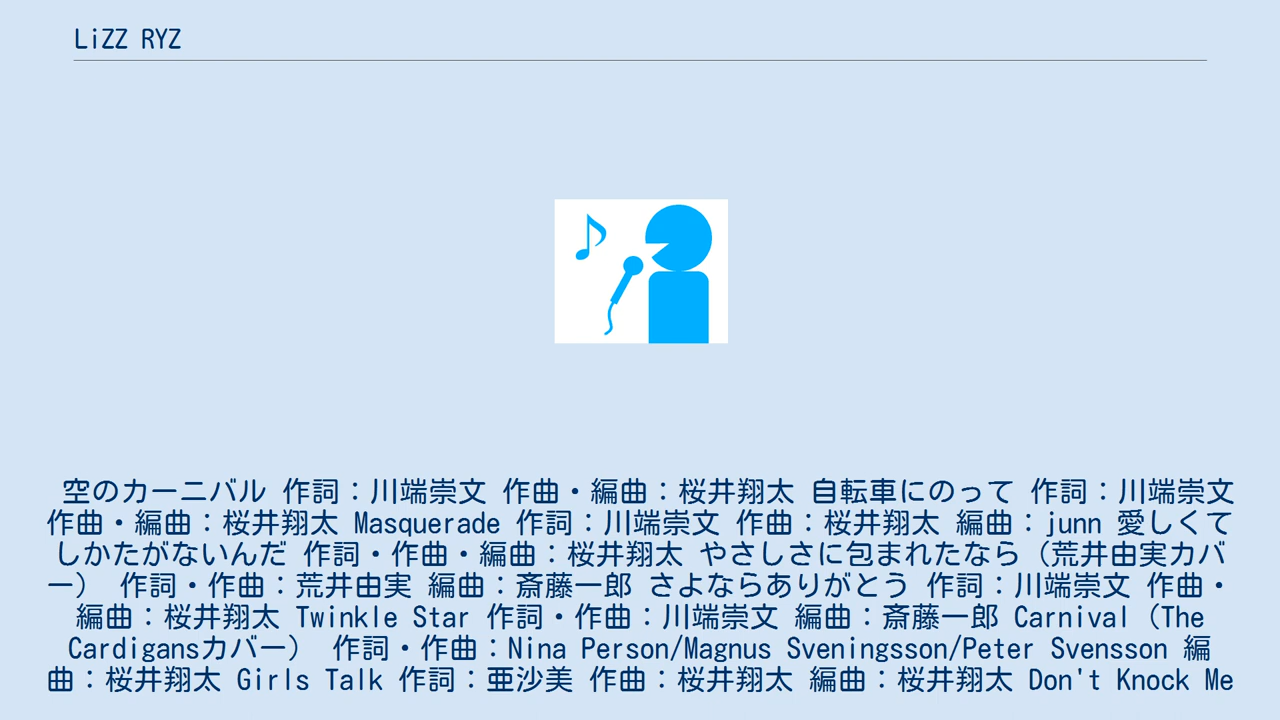 LiZZ RYZ
空のカーニバル 作詞：川端崇文 作曲・編曲：桜井翔太 自転車にのって 作詞：川端崇文
作曲・編曲：桜井翔太 Masquerade 作詞：川端崇文 作曲：桜井翔太 編曲：junn 愛しくて
しかたがないんだ 作詞・作曲・編曲：桜井翔太 やさしさに包まれたなら（荒井由実カバ
ー） 作詞・作曲：荒井由実 編曲：斎藤一郎 さよならありがとう 作詞：川端崇文 作曲・
編曲：桜井翔太 Twinkle Star 作詞・作曲：川端崇文 編曲：斎藤一郎 Carnival（The
Cardigansカバー） 作詞・作曲：Nina Person/Magnus Sveningsson/Peter Svensson 編
曲：桜井翔太 Girls Talk 作詞：亜沙美 作曲：桜井翔太 編曲：桜井翔太 Don't Knock Me